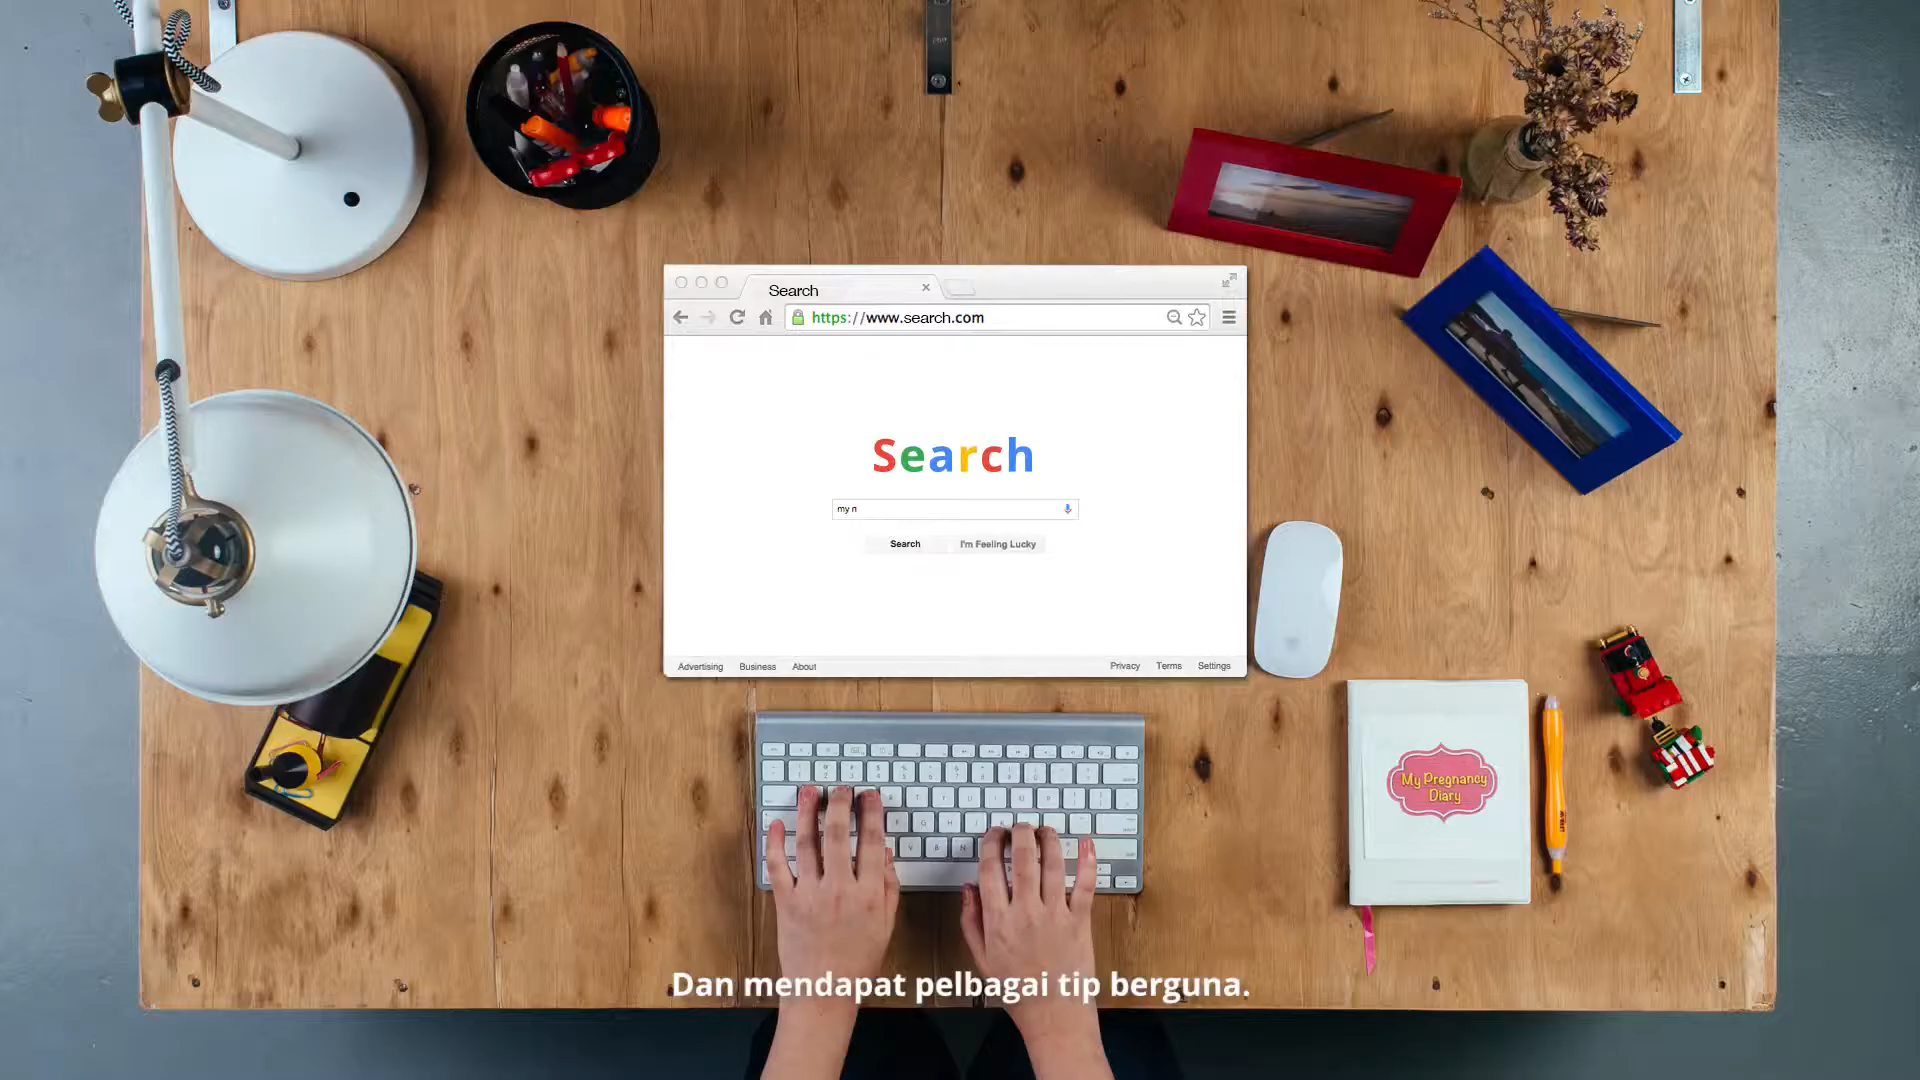 Search
https://www.search.com
Search
my n
Search I'm Feeling Lucky
Advertising Business About Privacy Terms Settings
My Pregnancy
Diary
Dan mendapat pelbagai tip berguna.